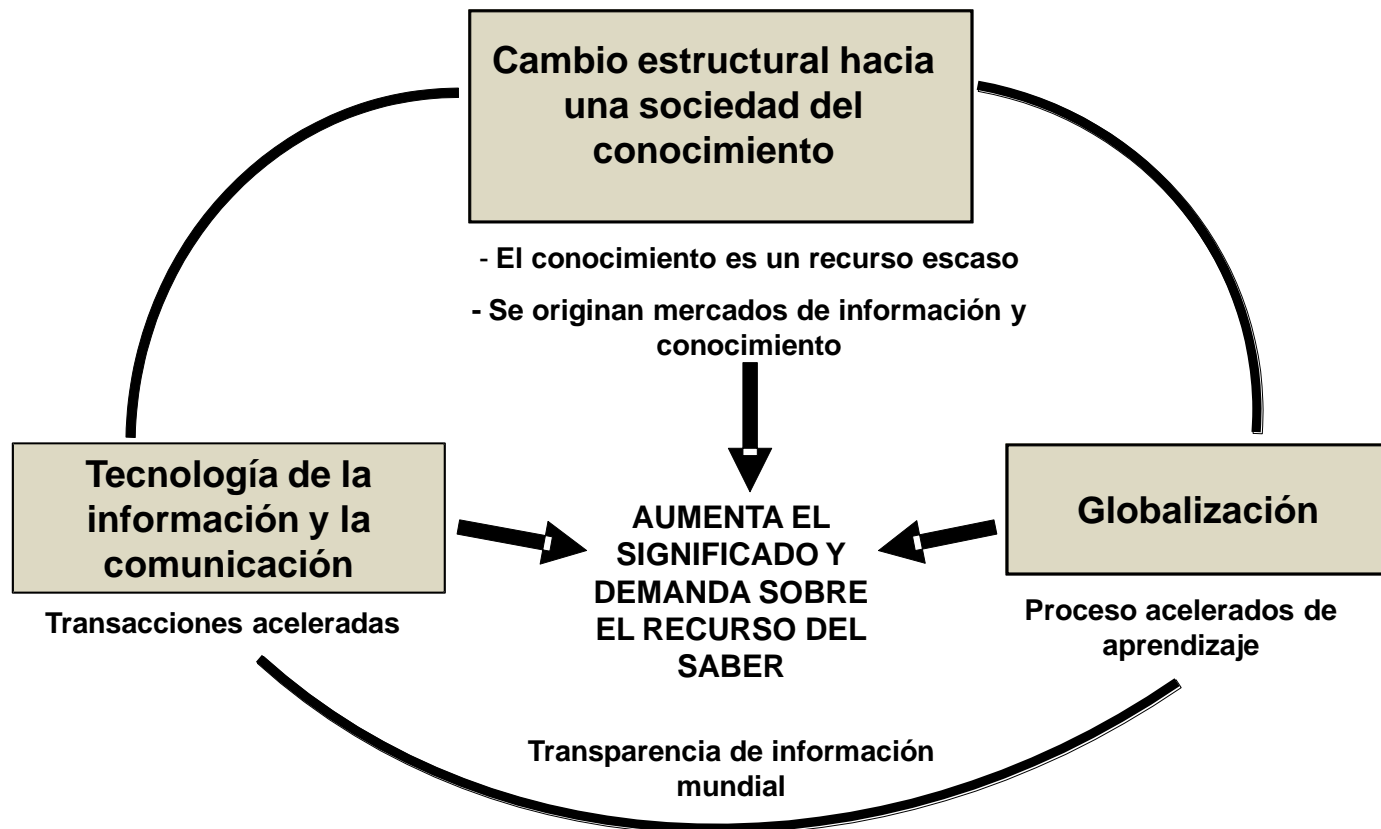 Cambio estructural hacia
una sociedad del
conocimiento
- El conocimiento es un recurso escaso
- Se originan mercados de información y
conocimiento
Tecnología de la
información y la
comunicación
Transacciones aceleradas
AUMENTA EL
SIGNIFICADO Y
DEMANDA SOBRE
EL RECURSO DEL
SABER
Globalización
Proceso acelerados de
aprendizaje
Transparencia de información
mundial